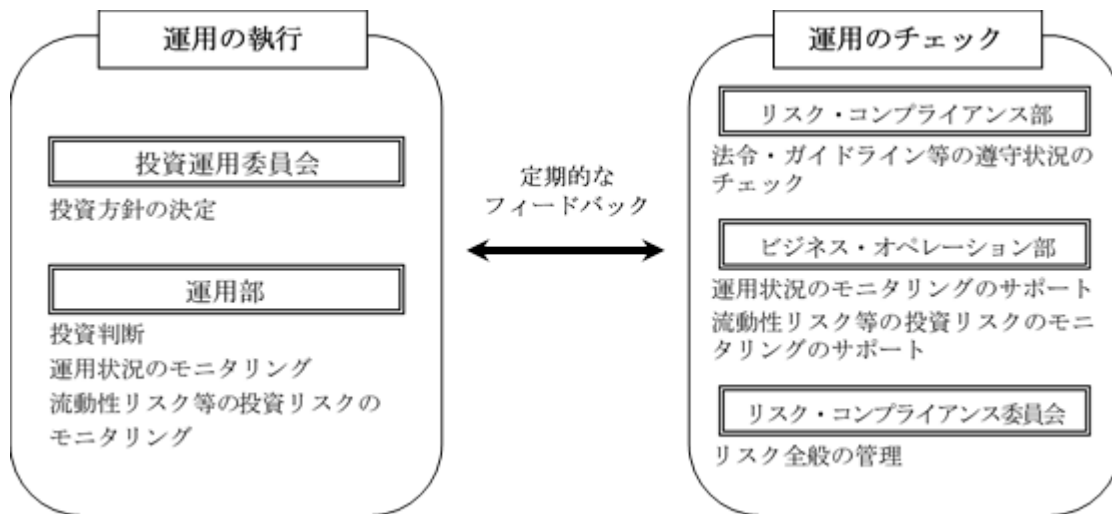 運用の執行
投資運用委員会
投資方針の決定
運用部
投資判断
運用状況のモニタリング
流動性リスク等の投資リスクの
モニタリング
定期的な
フィードバック
運用のチェック
リスク・コンプライアンス部
法令・ガイドライン等の遵守状況の
チェック
ビジネス・オペレーション部
運用状況のモニタリングのサポート
流動性リスク等の投資リスクのモニ
タリングのサポート
リスク・コンプライアンス委員会
リスク全般の管理